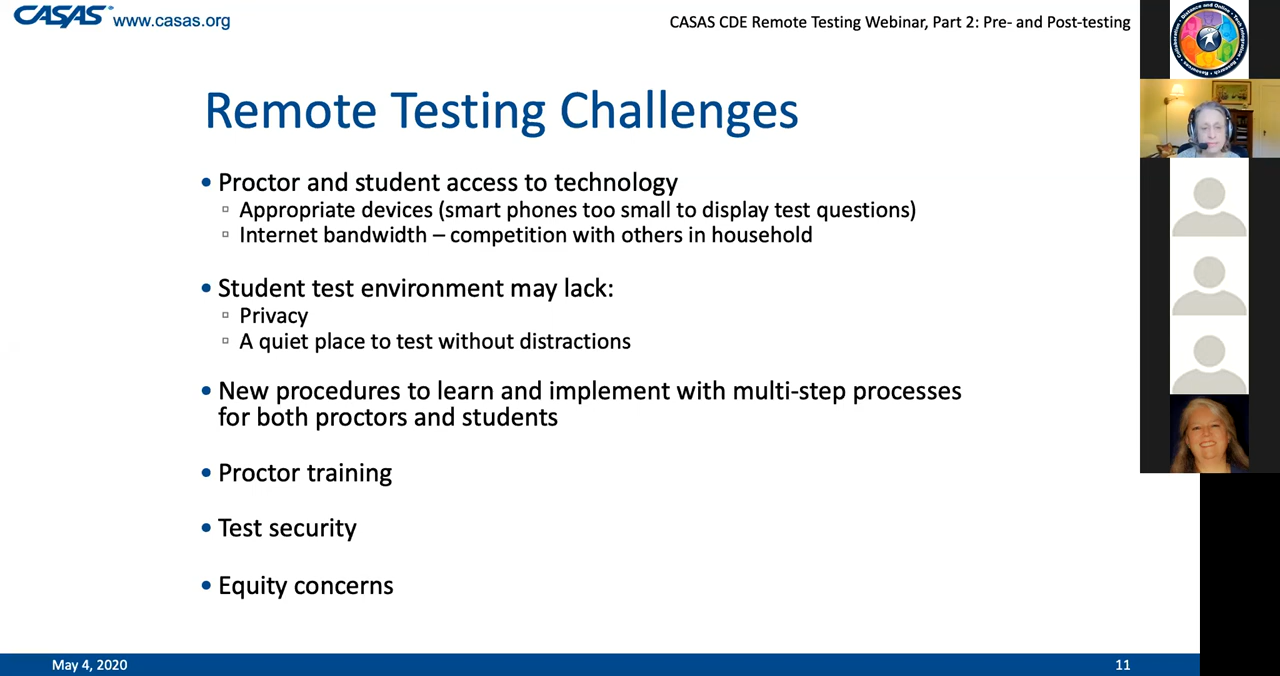 CASAS www.casas.org
CASAS CDE Remote Testing Webinar, Part 2: Pre- and Post-testing
Remote Testing Challenges
• Proctor and student access to technology
▫ Appropriate devices (smart phones too small to display test questions)
▫ Internet bandwidth – competition with others in household
• Student test environment may lack:
▫ Privacy
▫ A quiet place to test without distractions
• New procedures to learn and implement with multi-step processes
for both proctors and students
• Proctor training
• Test security
• Equity concerns
May 4, 2020
11